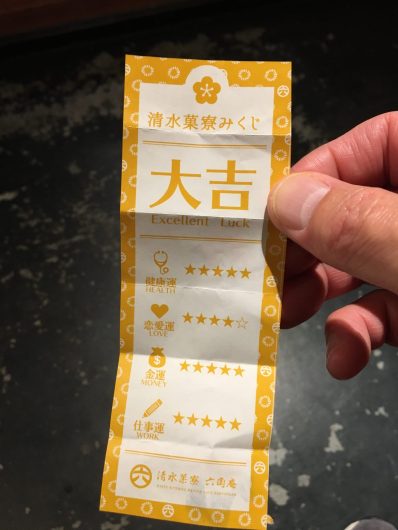 清水菓寮みくじ
大吉
Excellent Luck
健康運 ★★★★★
HEALTH
恋愛運 ★★★★☆
LOVE
$
金運 ★★★★★
MONEY
仕事運 ★★★★★
WORK
清水菓寮 六角庵